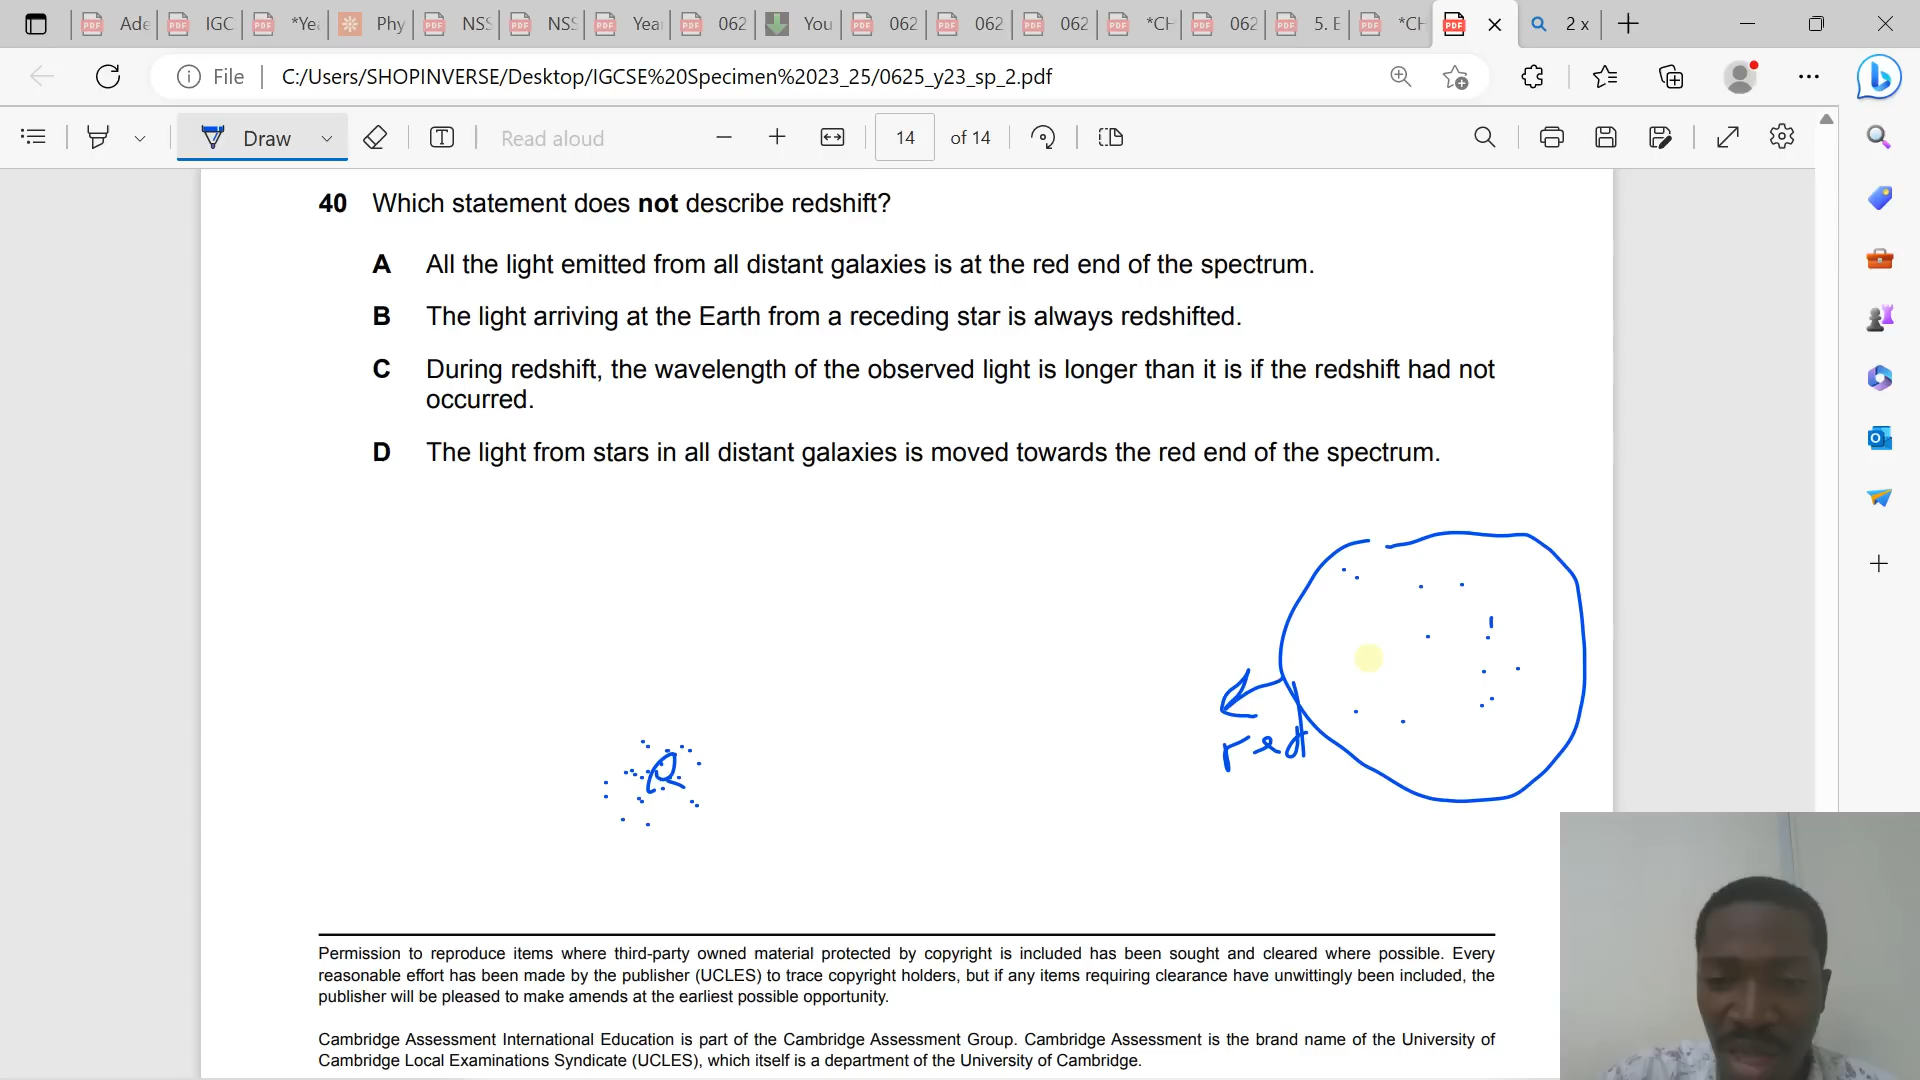 Ade
IGC
*Yea
Phy
NSS
NSS
Year
062
You
062
062
062
*CH
062
5. E
*CH
2 x
File
C:/Users/SHOPINVERSE/Desktop/IGCSE%20Specimen%2023_25/0625_y23_sp_2.pdf
Draw
Read aloud
14
of 14
40 Which statement does not describe redshift?
A All the light emitted from all distant galaxies is at the red end of the spectrum.
B The light arriving at the Earth from a receding star is always redshifted.
C During redshift, the wavelength of the observed light is longer than it is if the redshift had not
occurred.
D The light from stars in all distant galaxies is moved towards the red end of the spectrum.
red
Permission to reproduce items where third-party owned material protected by copyright is included has been sought and cleared where possible. Every
reasonable effort has been made by the publisher (UCLES) to trace copyright holders, but if any items requiring clearance have unwittingly been included, the
publisher will be pleased to make amends at the earliest possible opportunity.
Cambridge Assessment International Education is part of the Cambridge Assessment Group. Cambridge Assessment is the brand name of the University of
Cambridge Local Examinations Syndicate (UCLES), which itself is a department of the University of Cambridge.